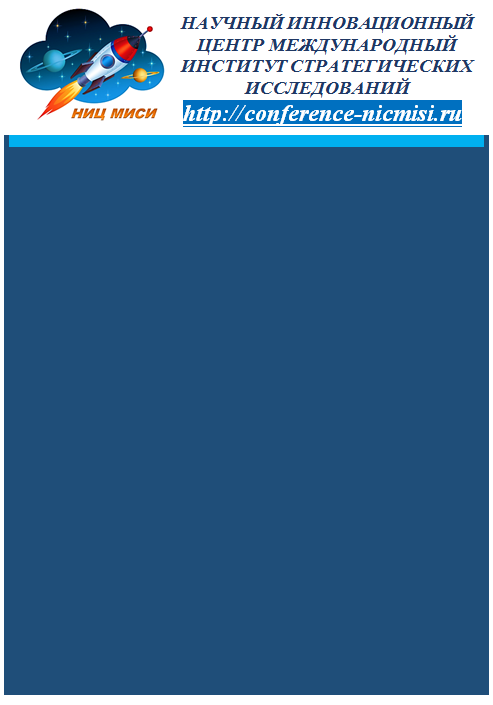 НИЦ МИСИ
НАУЧНЫЙ ИННОВАЦИОННЫЙ
ЦЕНТР МЕЖДУНАРОДНЫЙ
ИНСТИТУТ СТРАТЕГИЧЕСКИХ
ИССЛЕДОВАНИЙ
http://conference-nicmisi.ru